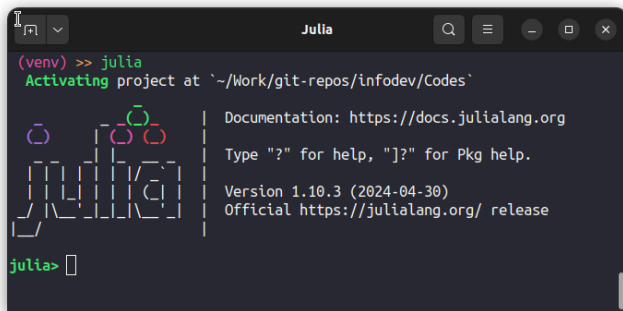 Julia
(venv) >> julia
Activating project at `~/Work/git-repos/infodev/Codes`
Documentation: https://docs.julialang.org
Type "?" for help, "]?" for Pkg help.
Version 1.10.3 (2024-04-30)
Official https://julialang.org/ release
julia>